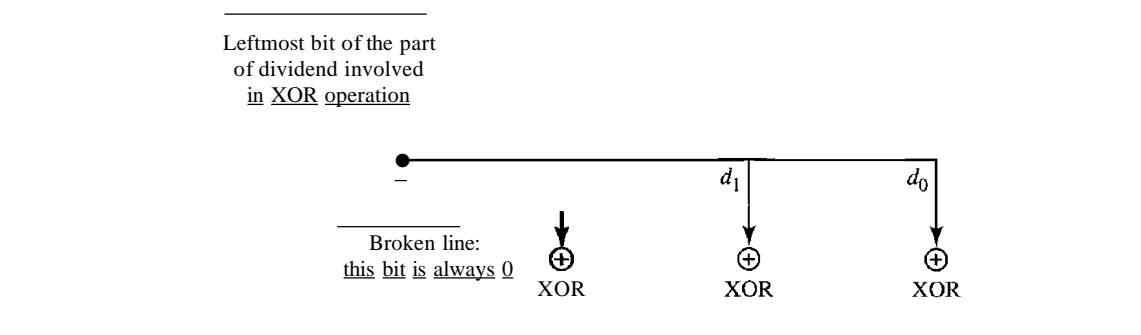 Leftmost bit of the part
of dividend involved
in XOR operation
d1
d0
Broken line:
this bit is always 0
XOR
XOR
XOR